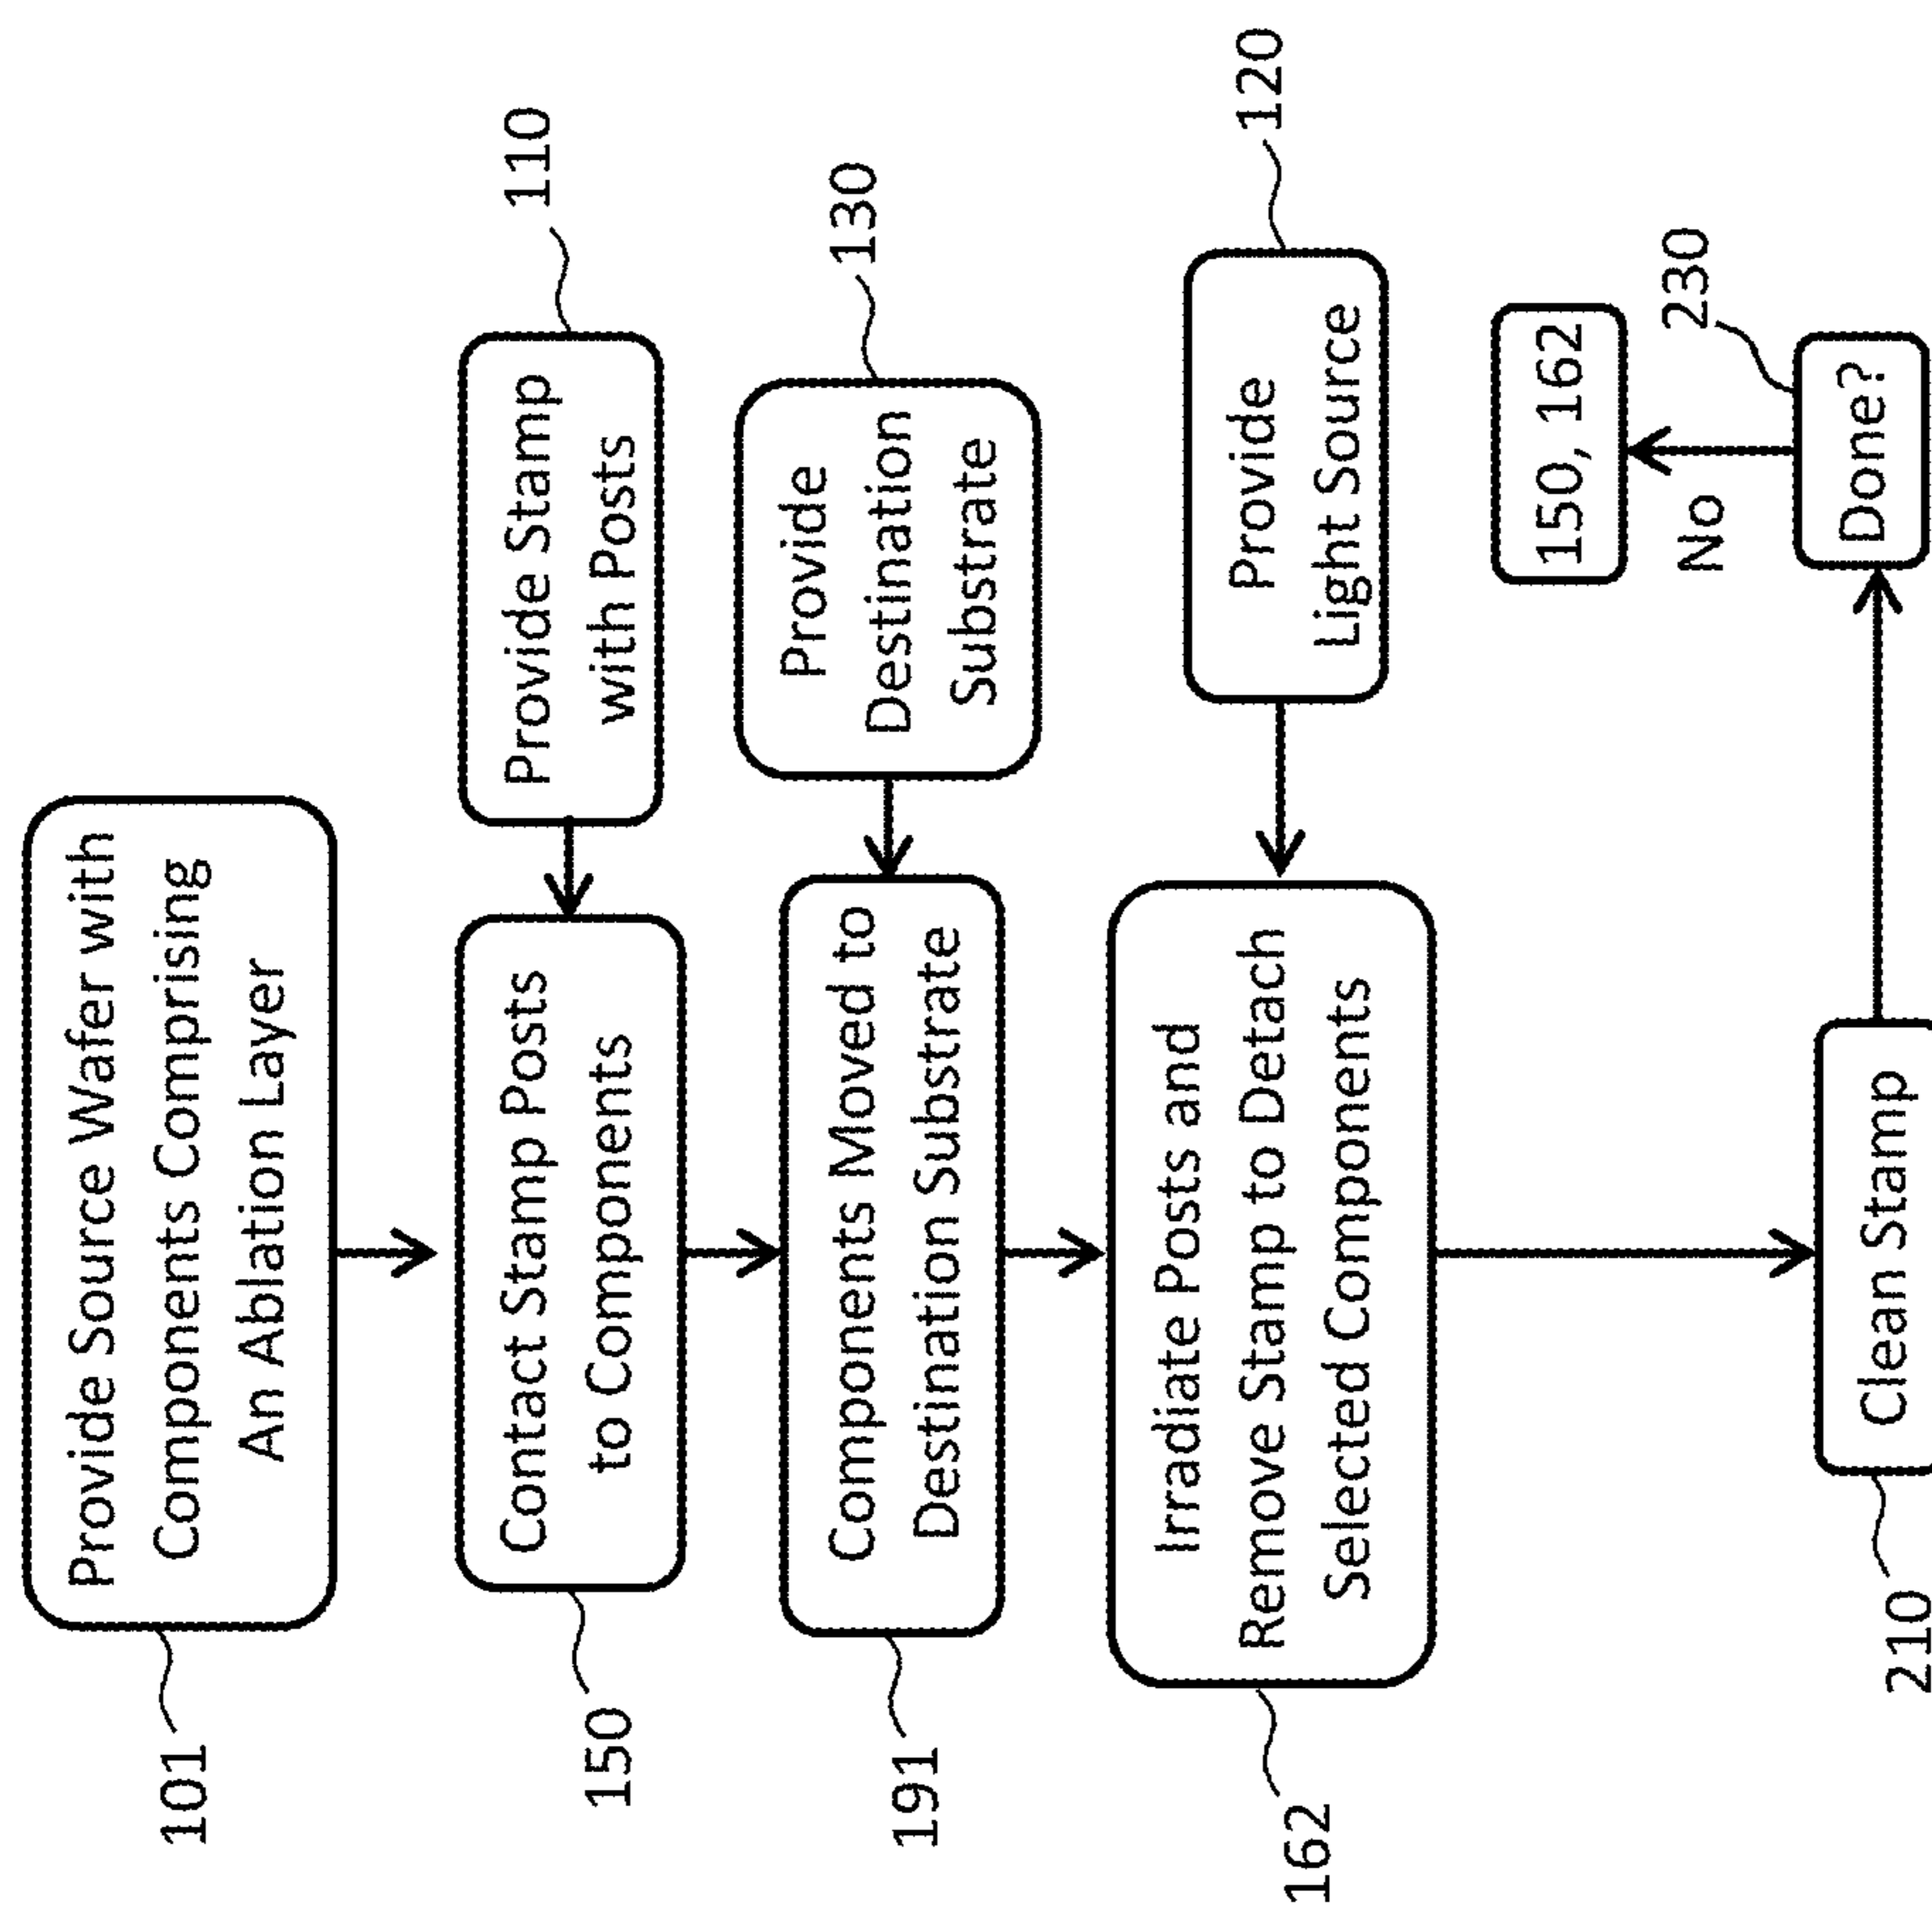 101
Provide Source Wafer with
Components Comprising
An Ablation Layer
150
Contact Stamp Posts
to Components
Provide Stamp
with Posts
110
191
Components Moved to
Destination Substrate
Provide
Destination
Substrate
130
162
Irradiate Posts and
Remove Stamp to Detach
Selected Components
Provide
Light Source
120
150, 162
No
230
210
Clean Stamp
Done?